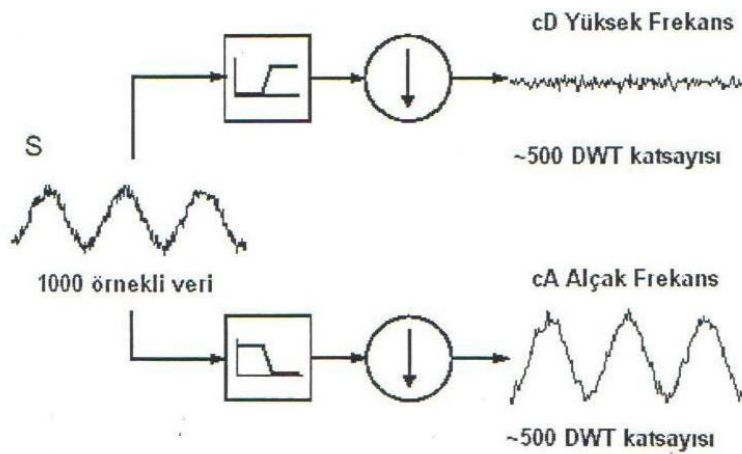 cD Yüksek Frekans
~500 DWT katsayısı
S
1000 örnekli veri
cA Alçak Frekans
~500 DWT katsayısı